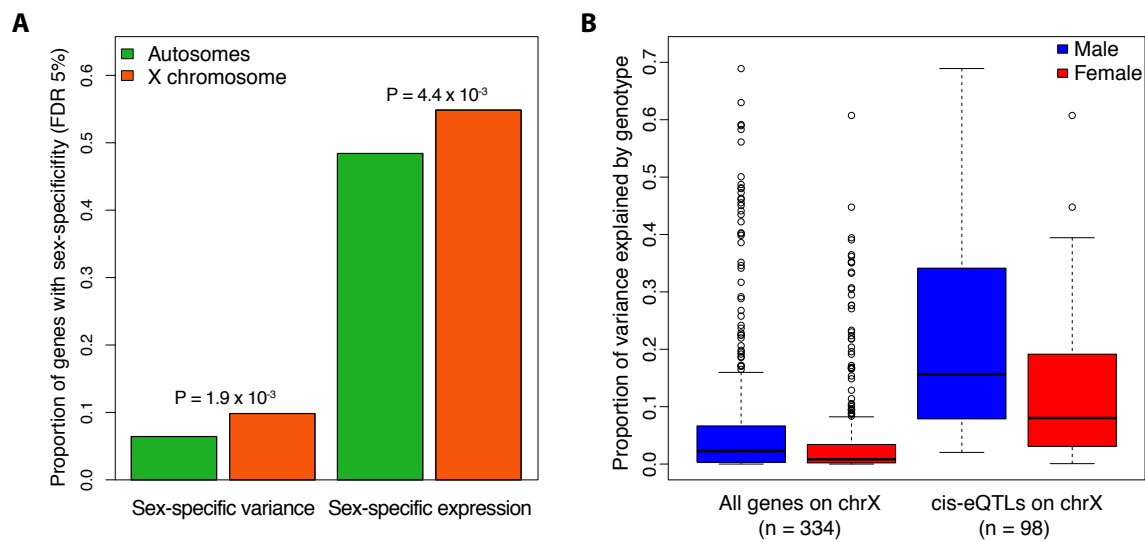 A
Proportion of genes with sex-specificifity (FDR 5%)
0.0
0.1
0.2
0.3
0.4
0.5
0.6
Autosomes
X chromosome
P = 1.9 x 10⁻³
P = 4.4 x 10⁻³
Sex-specific variance
Sex-specific expression
B
Proportion of variance explained by genotype
0.0
0.1
0.2
0.3
0.4
0.5
0.6
0.7
Male
Female
All genes on chrX
(n = 334)
cis-eQTLs on chrX
(n = 98)